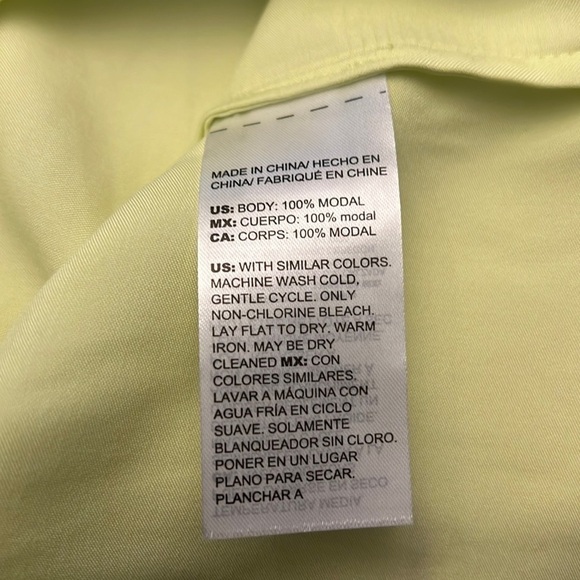 MADE IN CHINA/ HECHO EN
CHINA/ FABRIQUÉ EN CHINE
US: BODY: 100% MODAL
MX: CUERPO: 100% modal
CA: CORPS: 100% MODAL
US: WITH SIMILAR COLORS.
MACHINE WASH COLD,
GENTLE CYCLE. ONLY
NON-CHLORINE BLEACH.
LAY FLAT TO DRY. WARM
IRON. MAY BE DRY
CLEANED MX: CON
COLORES SIMILARES.
LAVAR A MÁQUINA CON
AGUA FRÍA EN CICLO
SUAVE. SOLAMENTE
BLANQUEADOR SIN CLORO.
PONER EN UN LUGAR
PLANO PARA SECAR.
PLANCHAR A
TEMPERATURA MEDIA